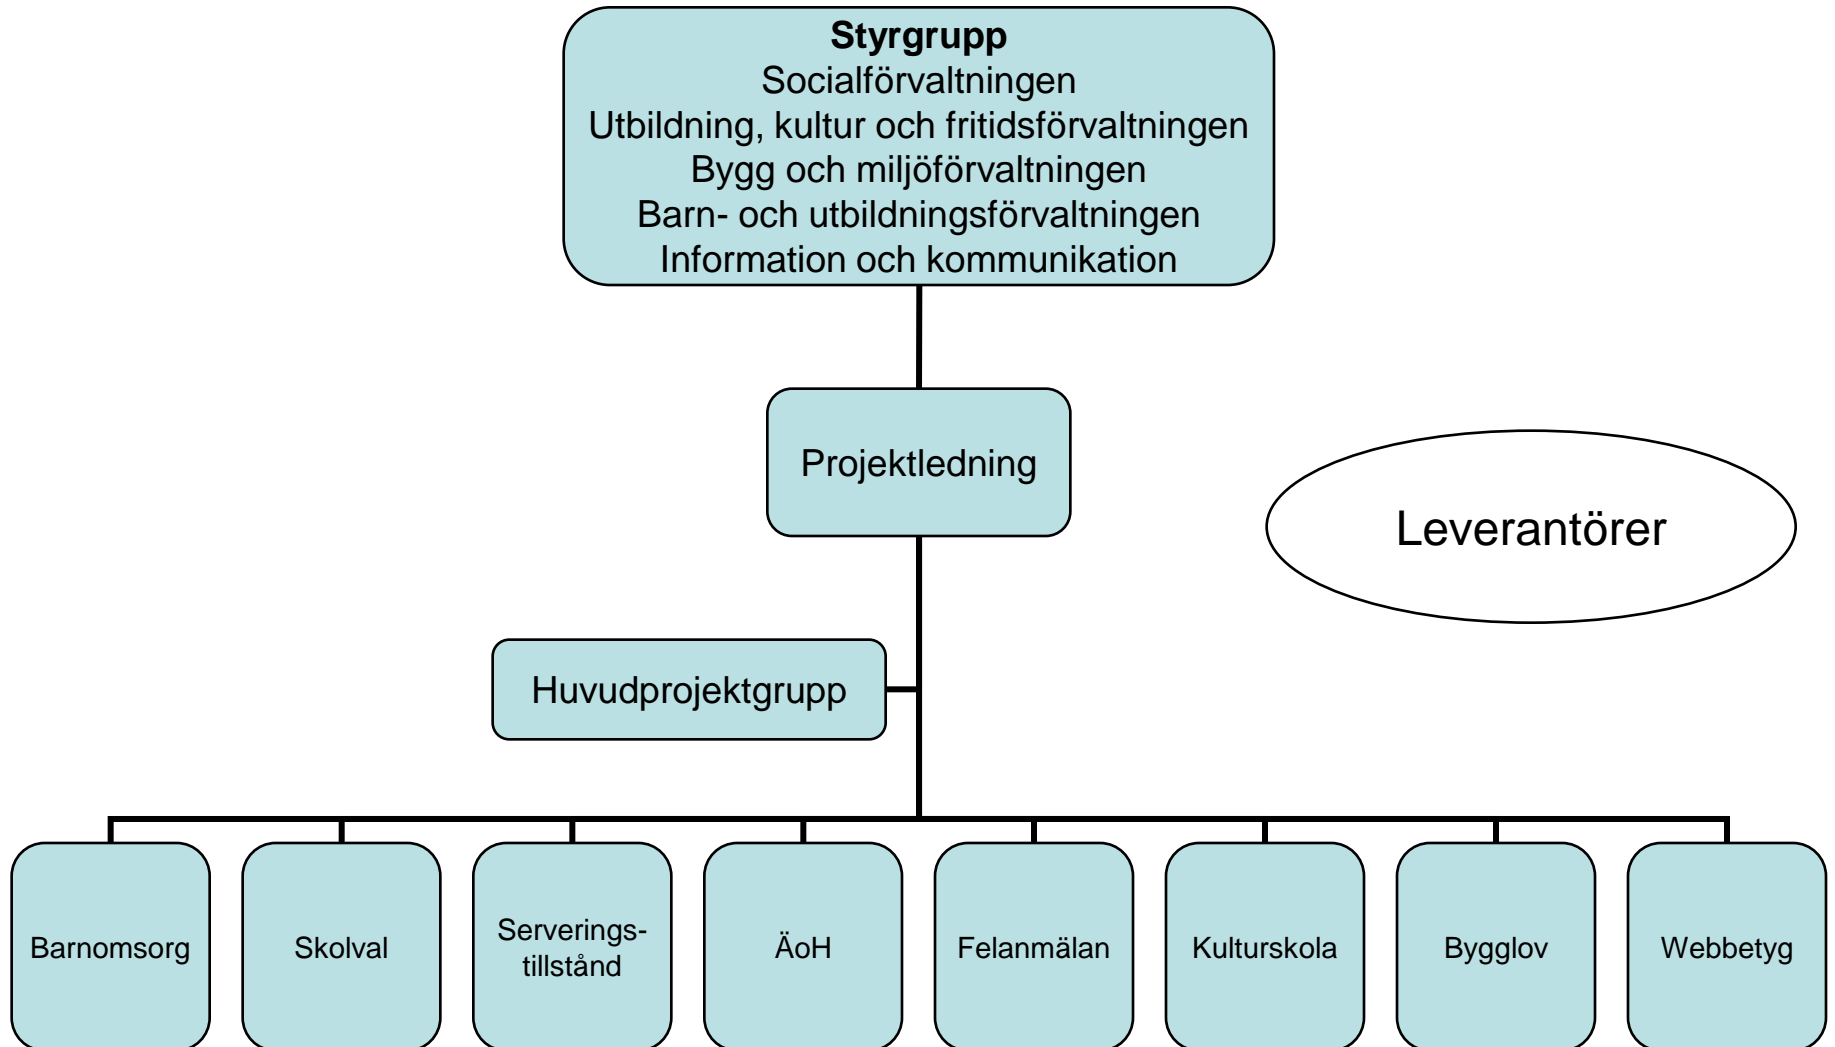 Styrgrupp
Socialförvaltningen
Utbildning, kultur och fritidsförvaltningen
Bygg och miljöförvaltningen
Barn- och utbildningsförvaltningen
Information och kommunikation
Projektledning
Leverantörer
Huvudprojektgrupp
Barnomsorg
Skolval
Serverings-
tillstånd
ÄoH
Felanmälan
Kulturskola
Bygglov
Webbetyg